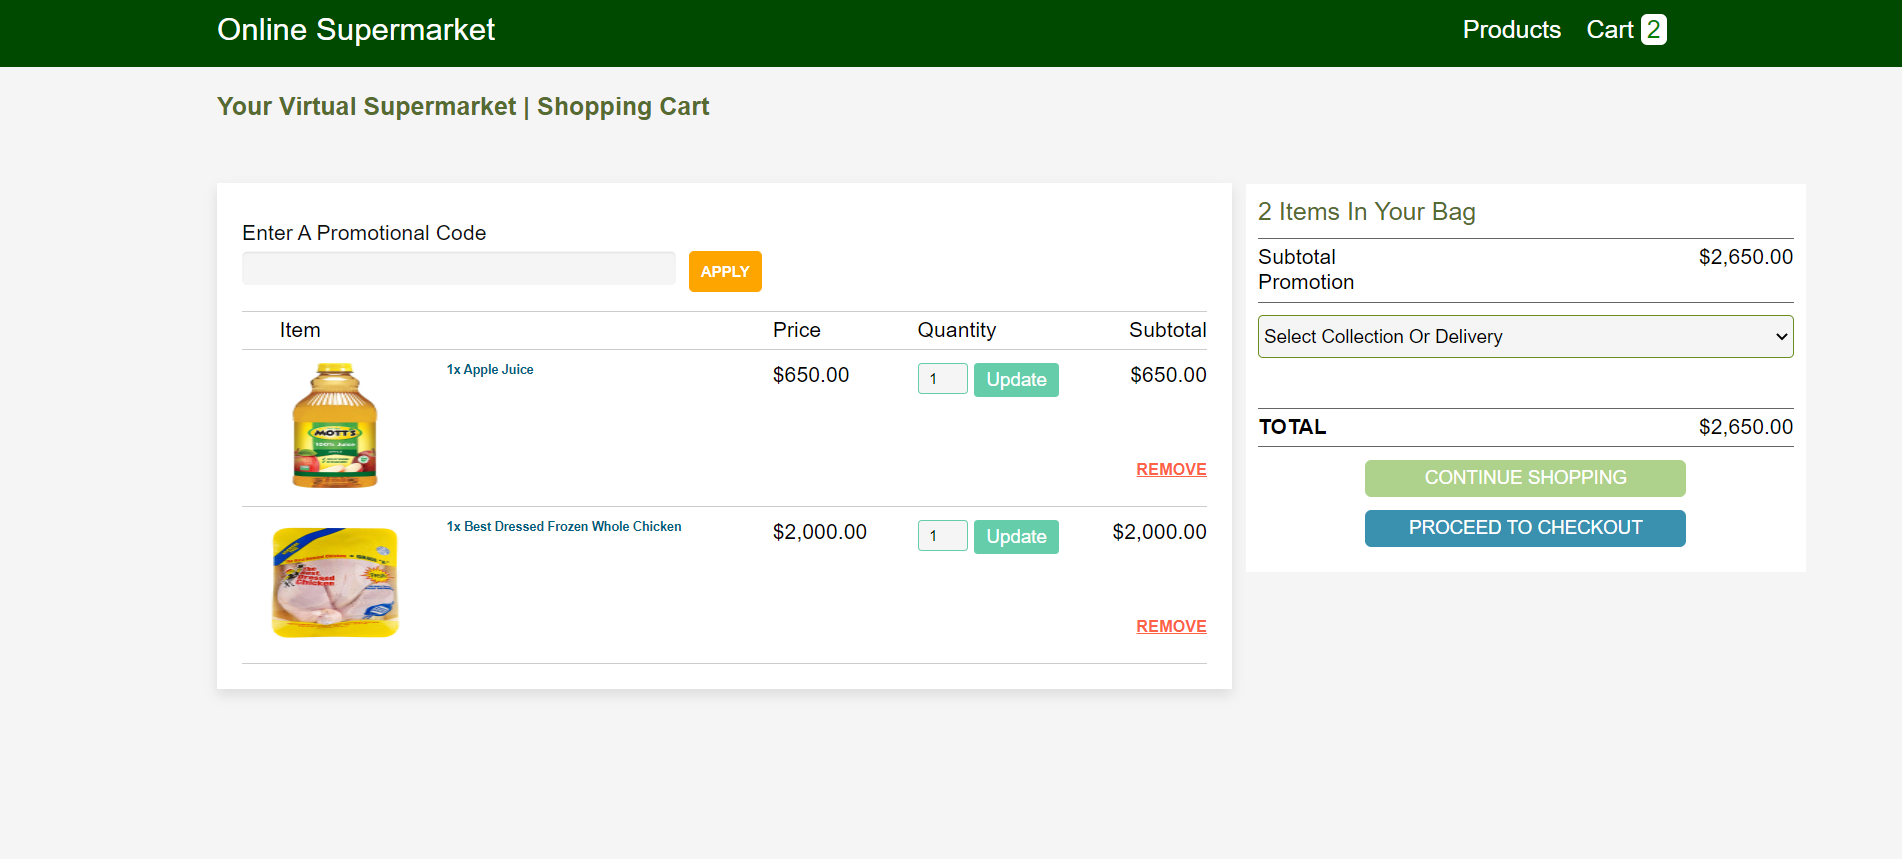 Online Supermarket
Products Cart 2
Your Virtual Supermarket | Shopping Cart
Enter A Promotional Code
APPLY
Item Price Quantity Subtotal
1x Apple Juice $650.00 1 Update $650.00
MOTT'S
100% Juice
APPLE
REMOVE
1x Best Dressed Frozen Whole Chicken $2,000.00 1 Update $2,000.00
The Best Dressed Chicken
REMOVE
2 Items In Your Bag
Subtotal $2,650.00
Promotion
Select Collection Or Delivery
TOTAL $2,650.00
CONTINUE SHOPPING
PROCEED TO CHECKOUT